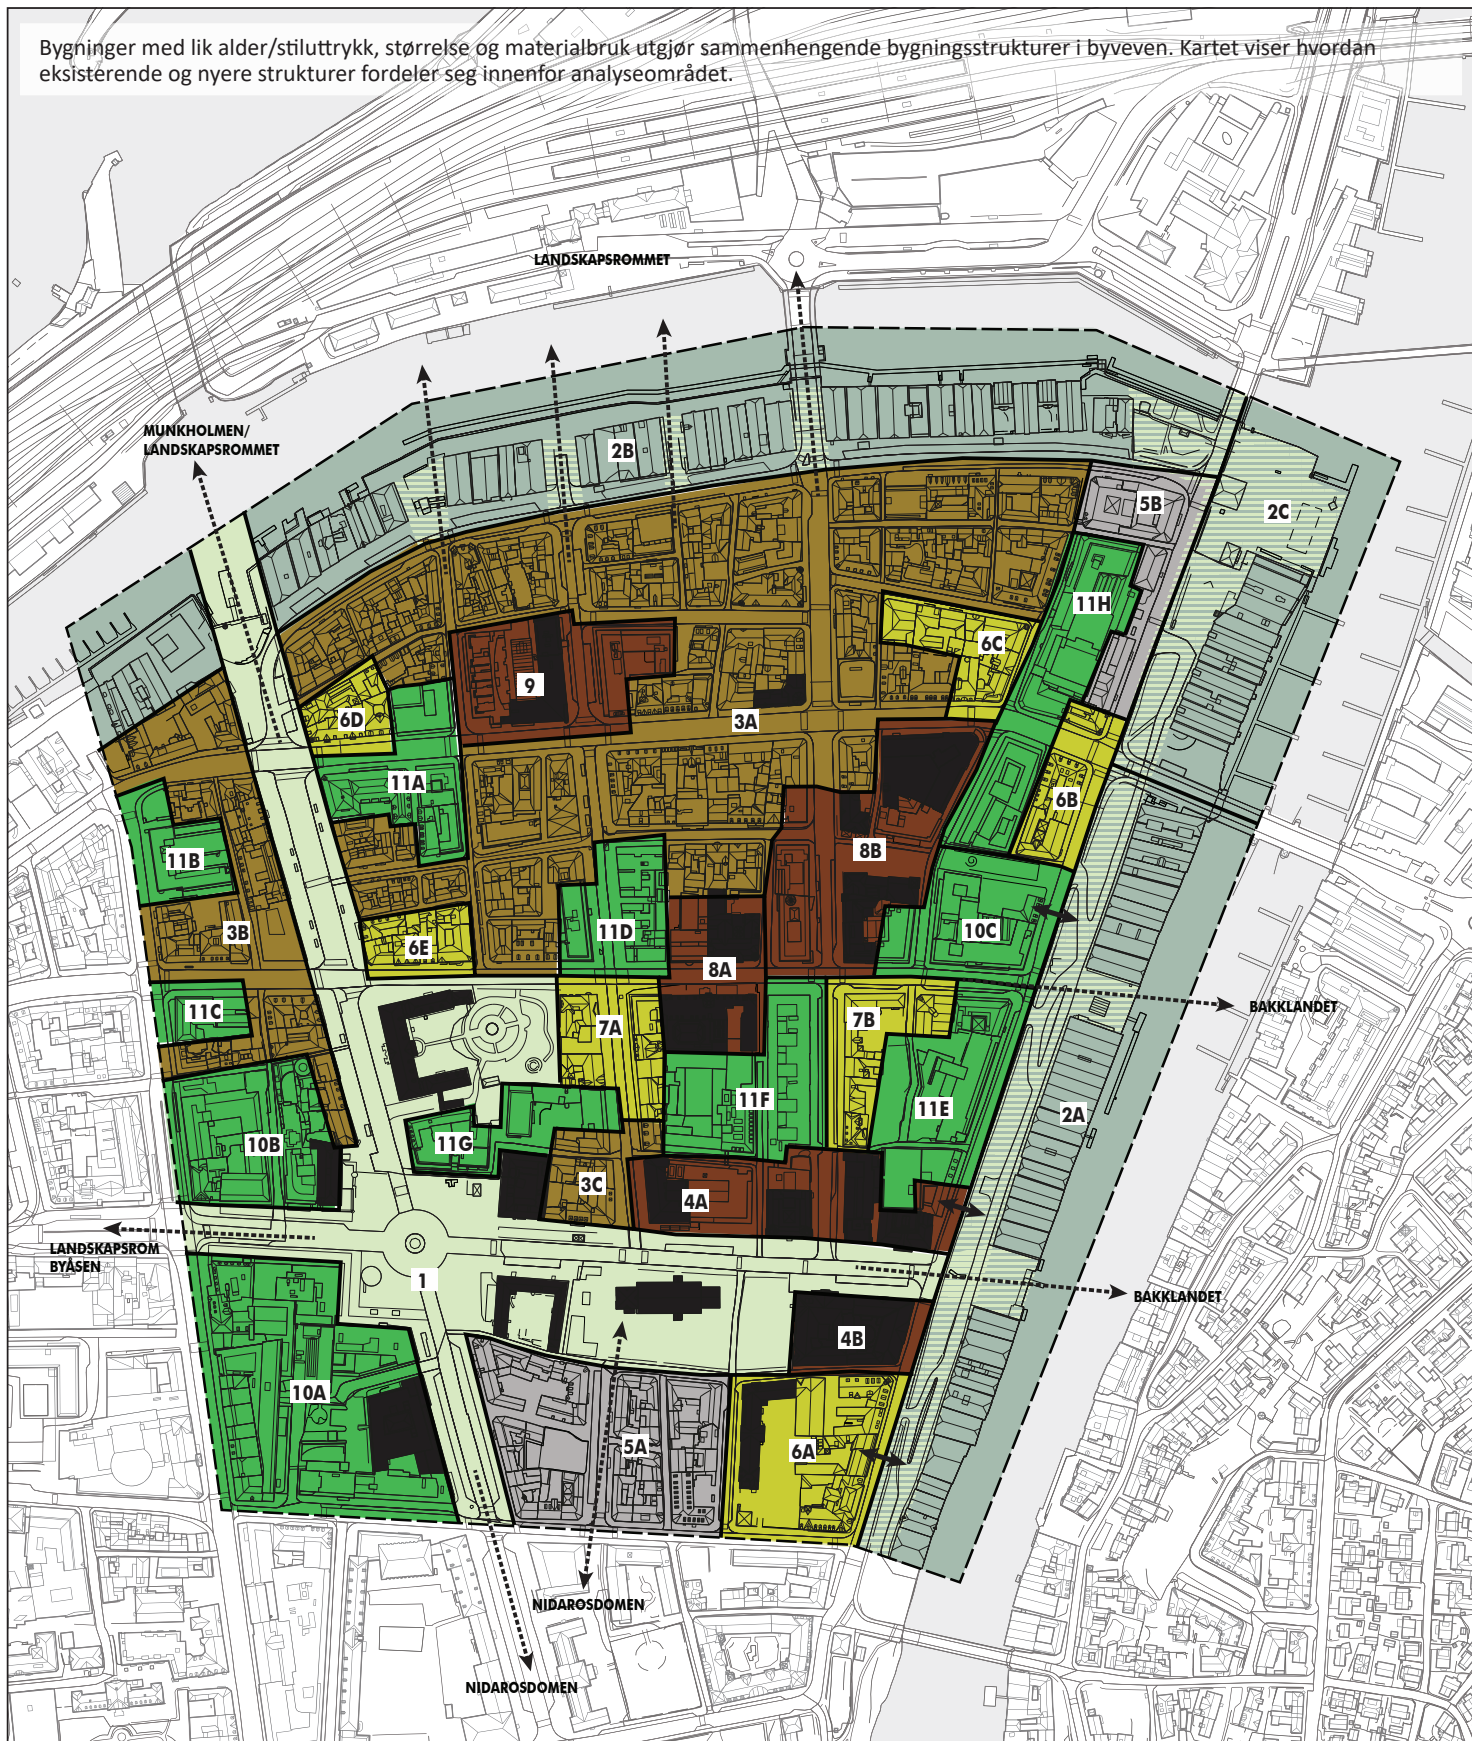 Bygninger med lik alder/stiluttrykk, størrelse og materialbruk utgjør sammenhengende bygningsstrukturer i byveven. Kartet viser hvordan
eksisterende og nyere strukturer fordeler seg innenfor analyseområdet.
LANDSKAPSROMMET
MUNKHOLMEN/
LANDSKAPSROMMET
2B
5B
2C
11H
6C
9
6D
3A
11A
6B
11B
8B
3B
6E
11D
10C
8A
11C
7A
7B
BAKKLANDET
11F
11E
2A
10B
11G
3C
4A
LANDSKAPSROM
BYÅSEN
1
BAKKLANDET
4B
10A
5A
6A
NIDAROSDOMEN
NIDAROSDOMEN